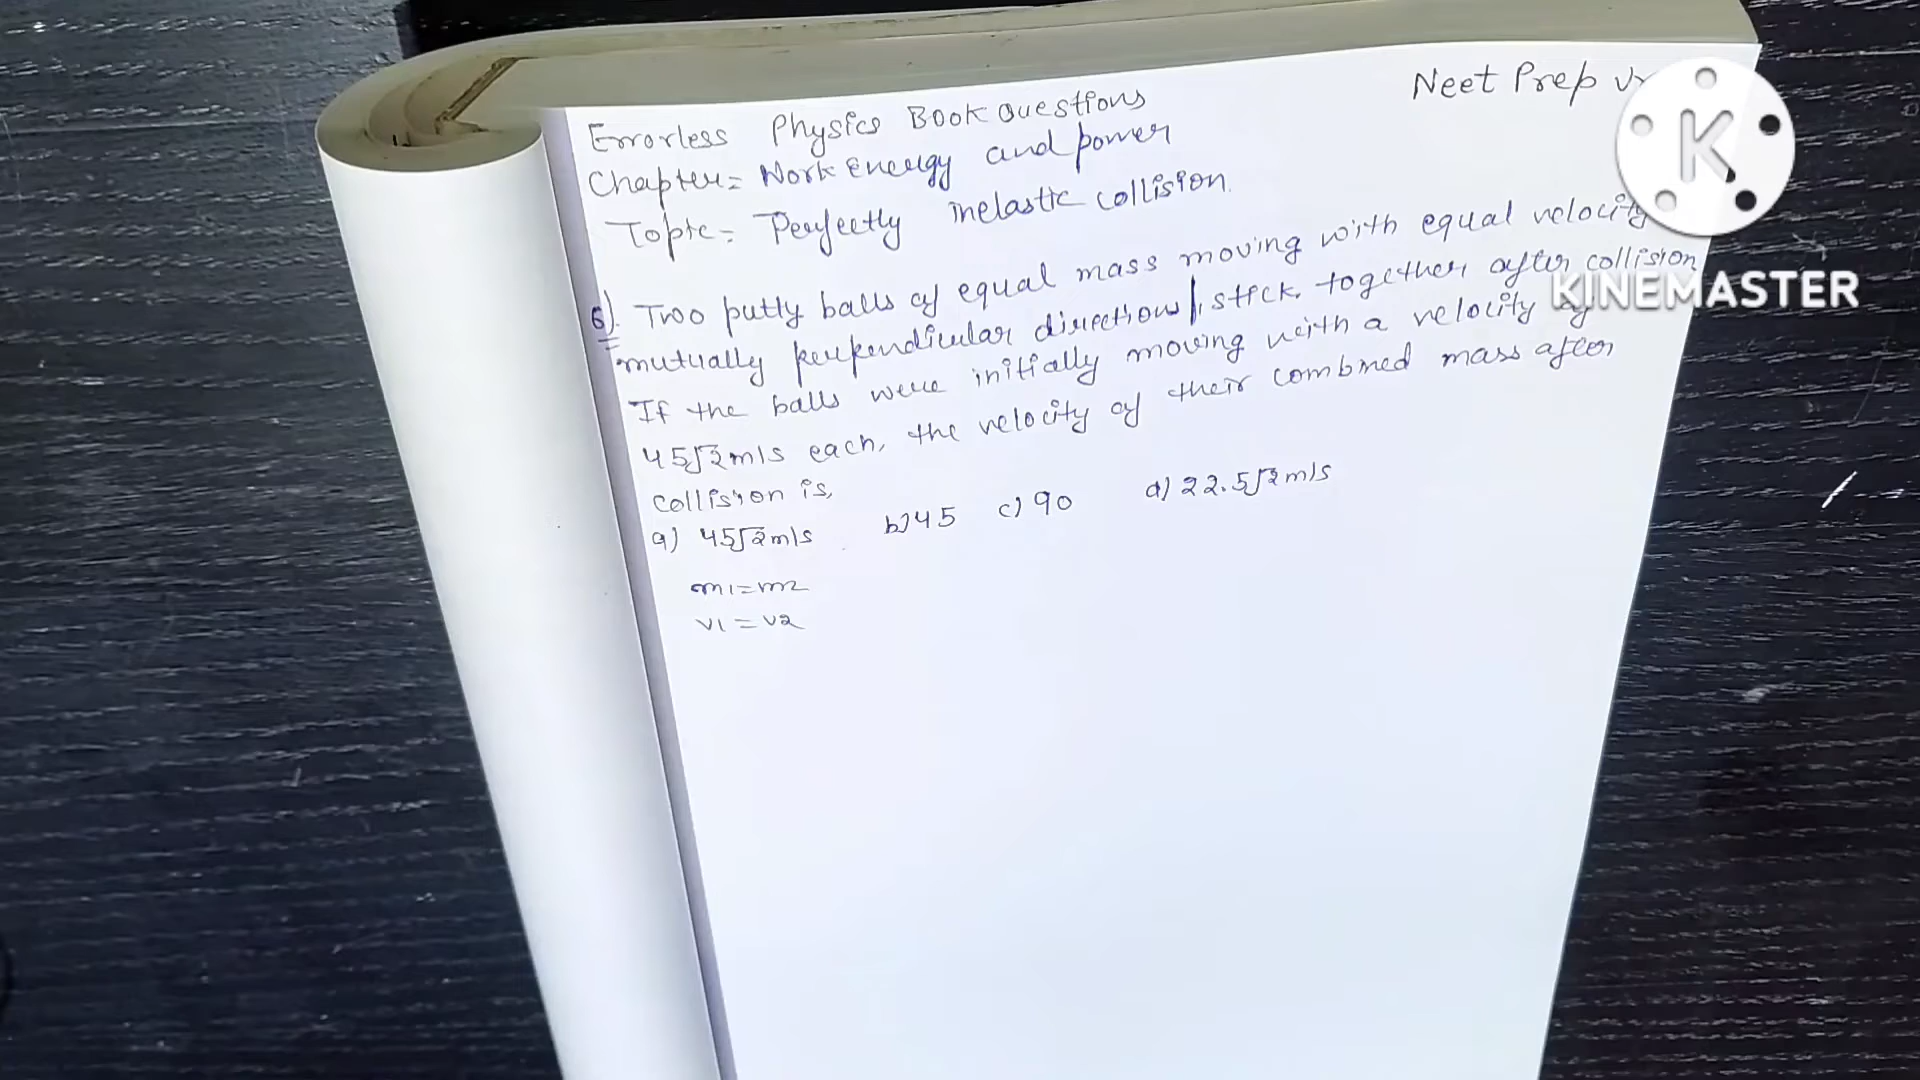 Neet Prep
Errorless Physics Book Questions
Chapter = Work Energy and power
Topic = Perfectly inelastic collision.
6). Two putty balls of equal mass moving with equal velocity
mutually perpendicular directions, stick together after collision
If the balls were initially moving with a velocity of
45√2 m/s each, the velocity of their combined mass after
collision is,
a) 45√2 m/s b) 45 c) 90 d) 22.5√2 m/s
m1 = m2
v1 = v2
K
KINEMASTER